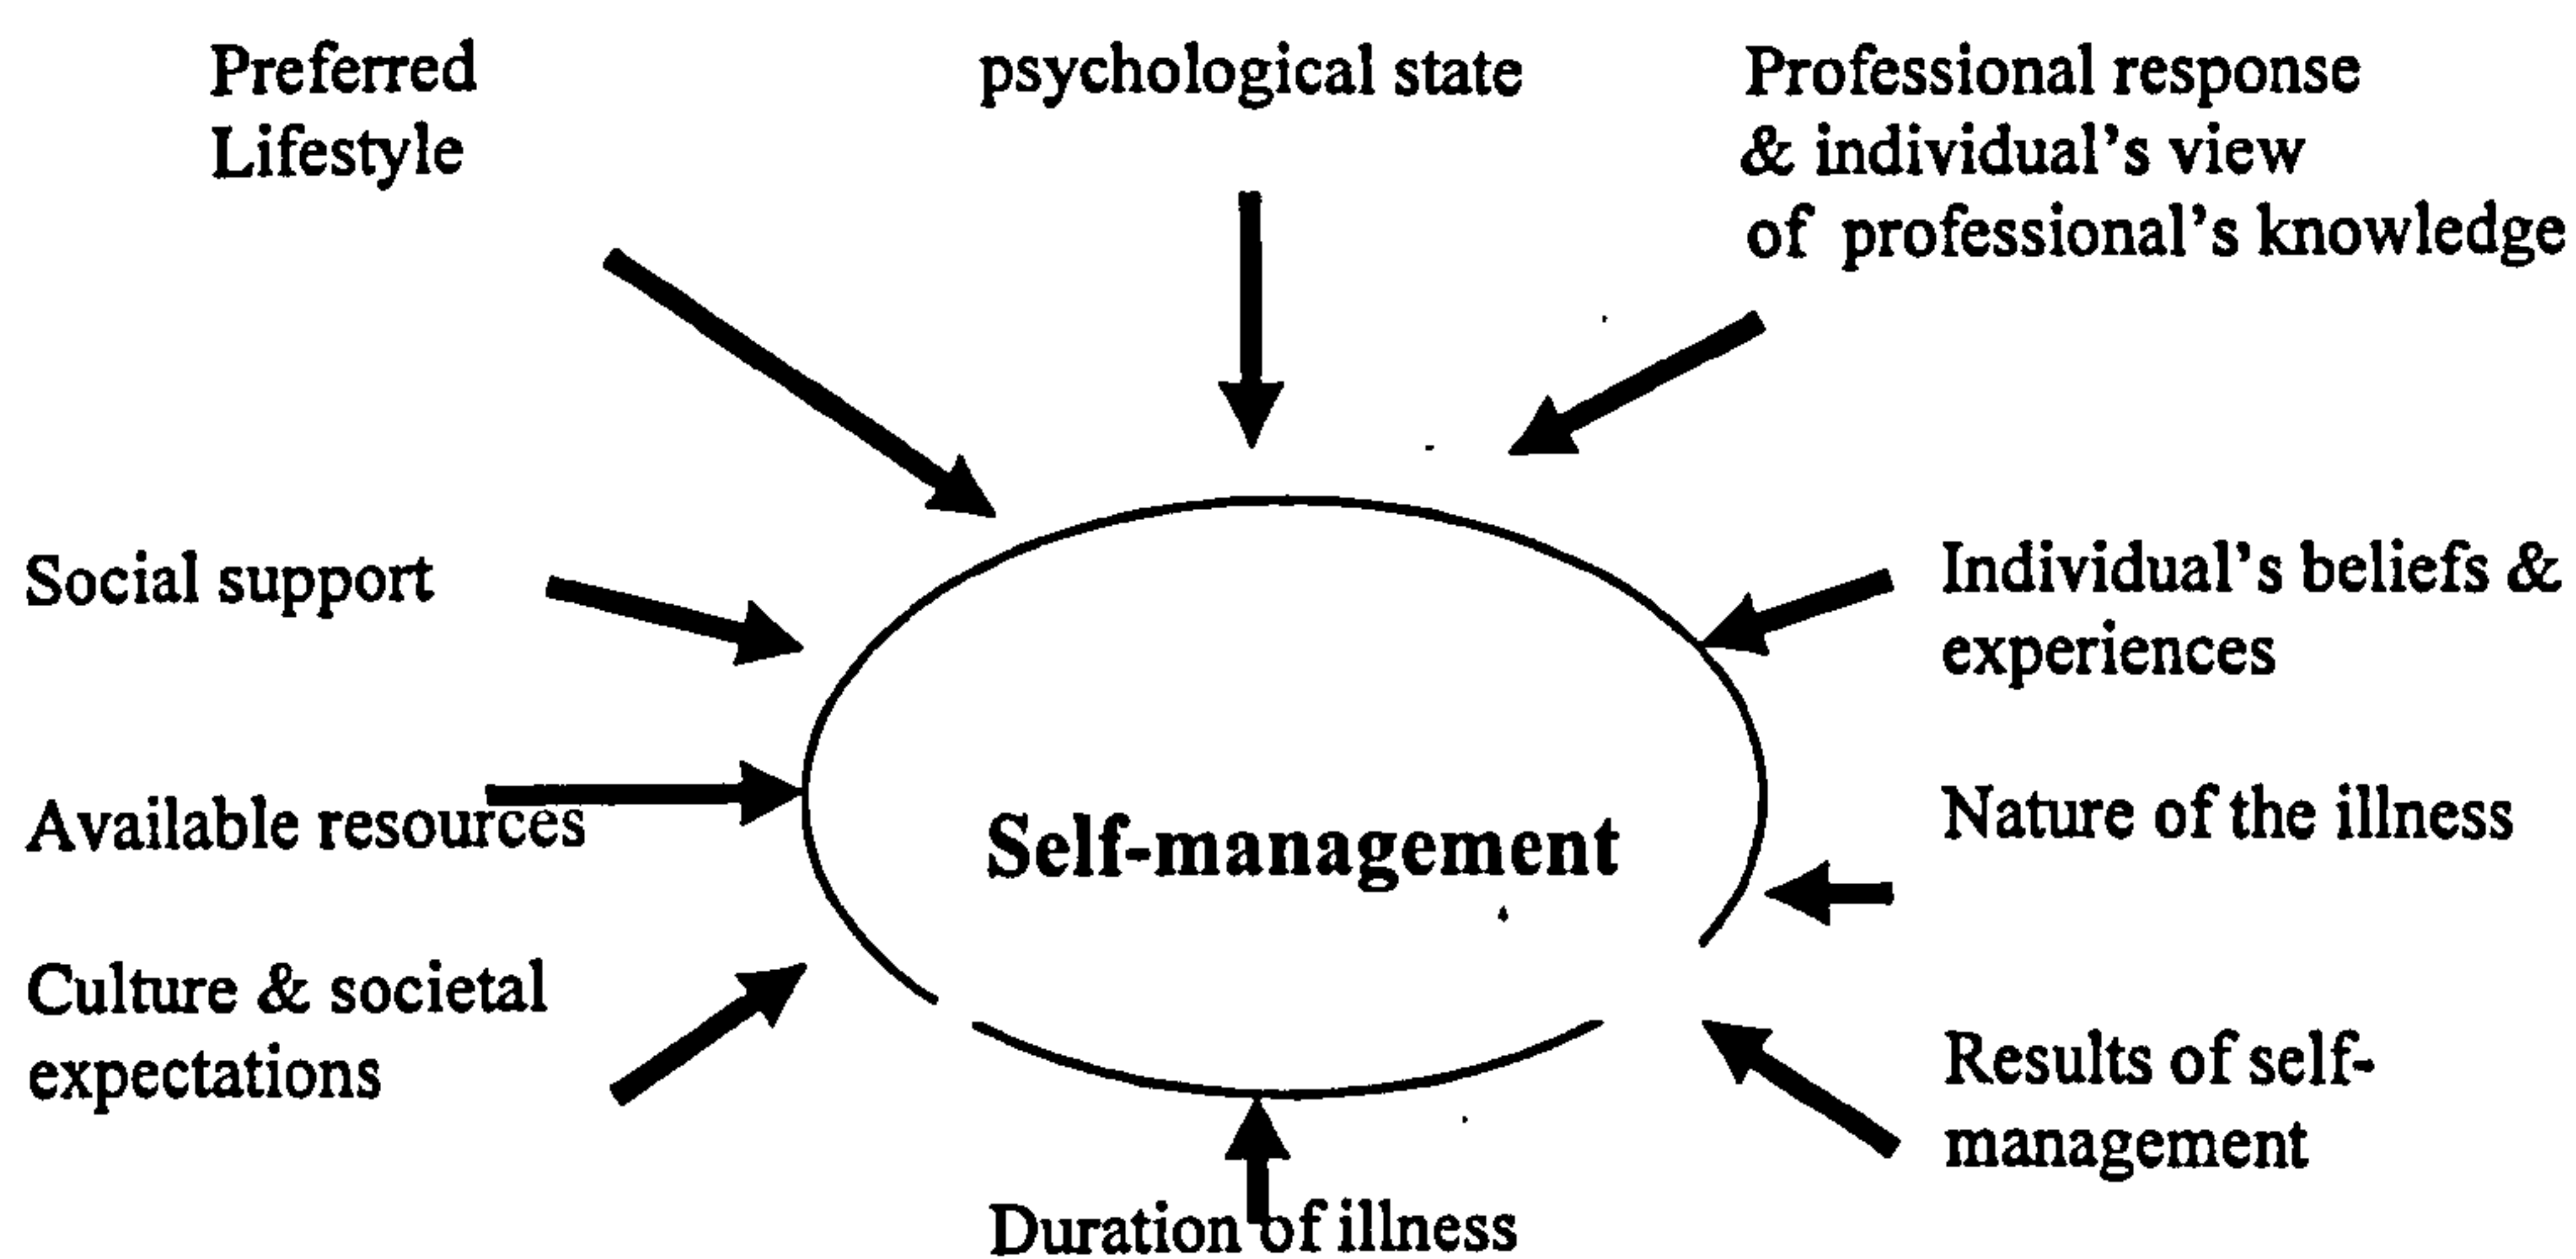 Preferred
Lifestyle
psychological state
Professional response
& individual's view
of professional's knowledge
Social support
Individual's beliefs &
experiences
Available resources
Self-management
Nature of the illness
Culture & societal
expectations
Results of self-
management
Duration of illness